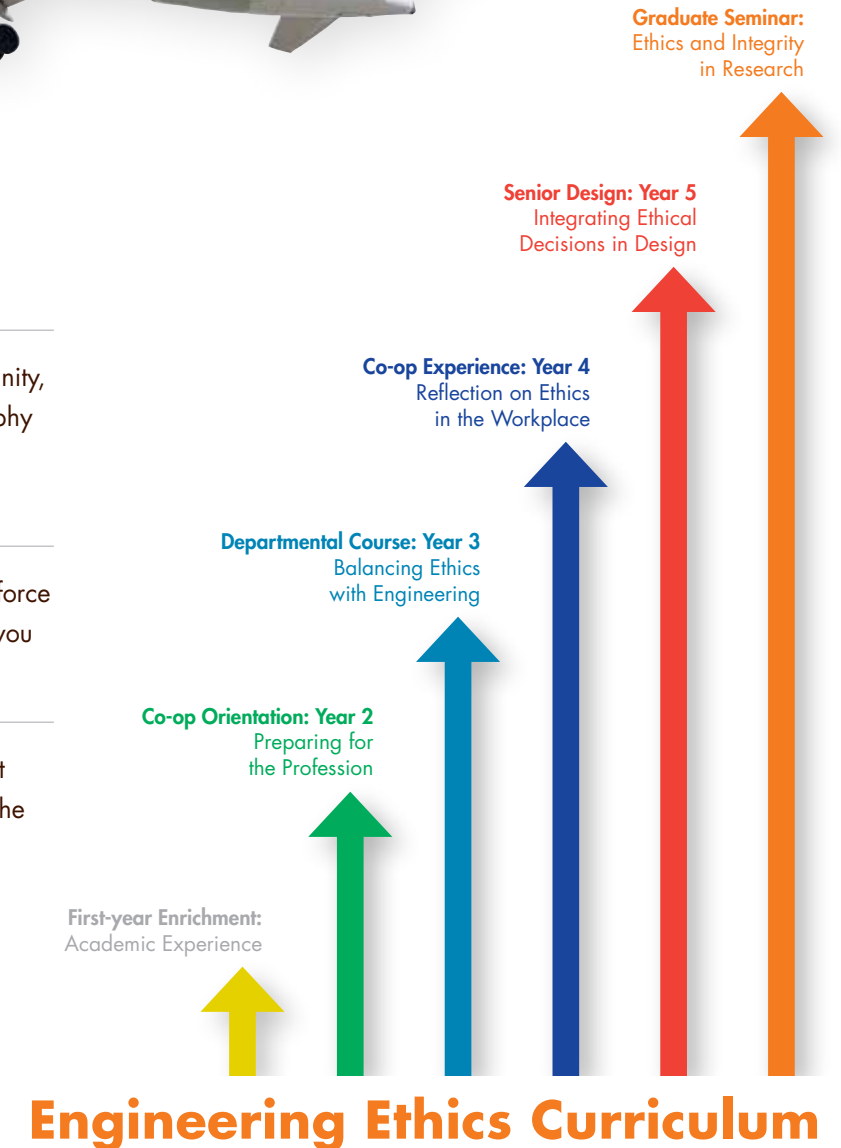 Graduate Seminar:
Ethics and Integrity
in Research
Senior Design: Year 5
Integrating Ethical
Decisions in Design
Co-op Experience: Year 4
Reflection on Ethics
in the Workplace
Departmental Course: Year 3
Balancing Ethics
with Engineering
Co-op Orientation: Year 2
Preparing for
the Profession
First-year Enrichment:
Academic Experience
you
Engineering Ethics Curriculum